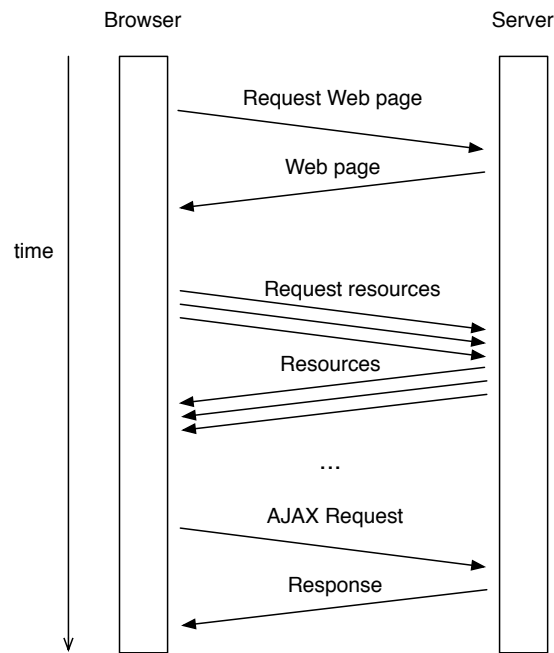 Browser
Server
Request Web page
Web page
time
Request resources
Resources
...
AJAX Request
Response